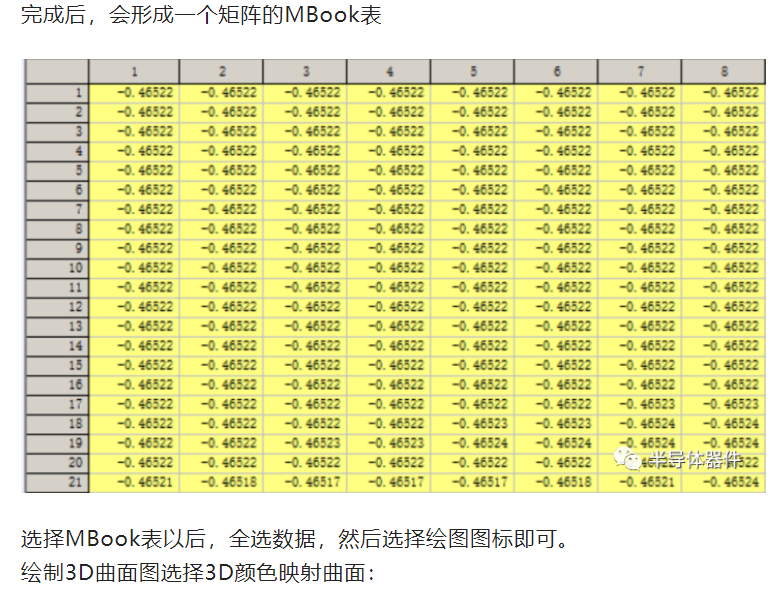 完成后，会形成一个矩阵的MBook表
1 2 3 4 5 6 7 8
1 -0.46522 -0.46522 -0.46522 -0.46522 -0.46522 -0.46522 -0.46522 -0.46522
2 -0.46522 -0.46522 -0.46522 -0.46522 -0.46522 -0.46522 -0.46522 -0.46522
3 -0.46522 -0.46522 -0.46522 -0.46522 -0.46522 -0.46522 -0.46522 -0.46522
4 -0.46522 -0.46522 -0.46522 -0.46522 -0.46522 -0.46522 -0.46522 -0.46522
5 -0.46522 -0.46522 -0.46522 -0.46522 -0.46522 -0.46522 -0.46522 -0.46522
6 -0.46522 -0.46522 -0.46522 -0.46522 -0.46522 -0.46522 -0.46522 -0.46522
7 -0.46522 -0.46522 -0.46522 -0.46522 -0.46522 -0.46522 -0.46522 -0.46522
8 -0.46522 -0.46522 -0.46522 -0.46522 -0.46522 -0.46522 -0.46522 -0.46522
9 -0.46522 -0.46522 -0.46522 -0.46522 -0.46522 -0.46522 -0.46522 -0.46522
10 -0.46522 -0.46522 -0.46522 -0.46522 -0.46522 -0.46522 -0.46522 -0.46522
11 -0.46522 -0.46522 -0.46522 -0.46522 -0.46522 -0.46522 -0.46522 -0.46522
12 -0.46522 -0.46522 -0.46522 -0.46522 -0.46522 -0.46522 -0.46522 -0.46522
13 -0.46522 -0.46522 -0.46522 -0.46522 -0.46522 -0.46522 -0.46522 -0.46522
14 -0.46522 -0.46522 -0.46522 -0.46522 -0.46522 -0.46522 -0.46522 -0.46522
15 -0.46522 -0.46522 -0.46522 -0.46522 -0.46522 -0.46522 -0.46522 -0.46522
16 -0.46522 -0.46522 -0.46522 -0.46522 -0.46522 -0.46522 -0.46522 -0.46522
17 -0.46522 -0.46522 -0.46522 -0.46522 -0.46522 -0.46522 -0.46523 -0.46523
18 -0.46522 -0.46522 -0.46522 -0.46522 -0.46523 -0.46523 -0.46524 -0.46524
19 -0.46522 -0.46522 -0.46523 -0.46523 -0.46524 -0.46524 -0.46524 -0.46524
20 -0.46522 -0.46522 -0.46522 -0.46522 -0.46522 -0.46522
半导体器件
21 -0.46521 -0.46518 -0.46517 -0.46517 -0.46517 -0.46518 -0.46521 -0.46524
选择MBook表以后，全选数据，然后选择绘图图标即可。
绘制3D曲面图选择3D颜色映射曲面：